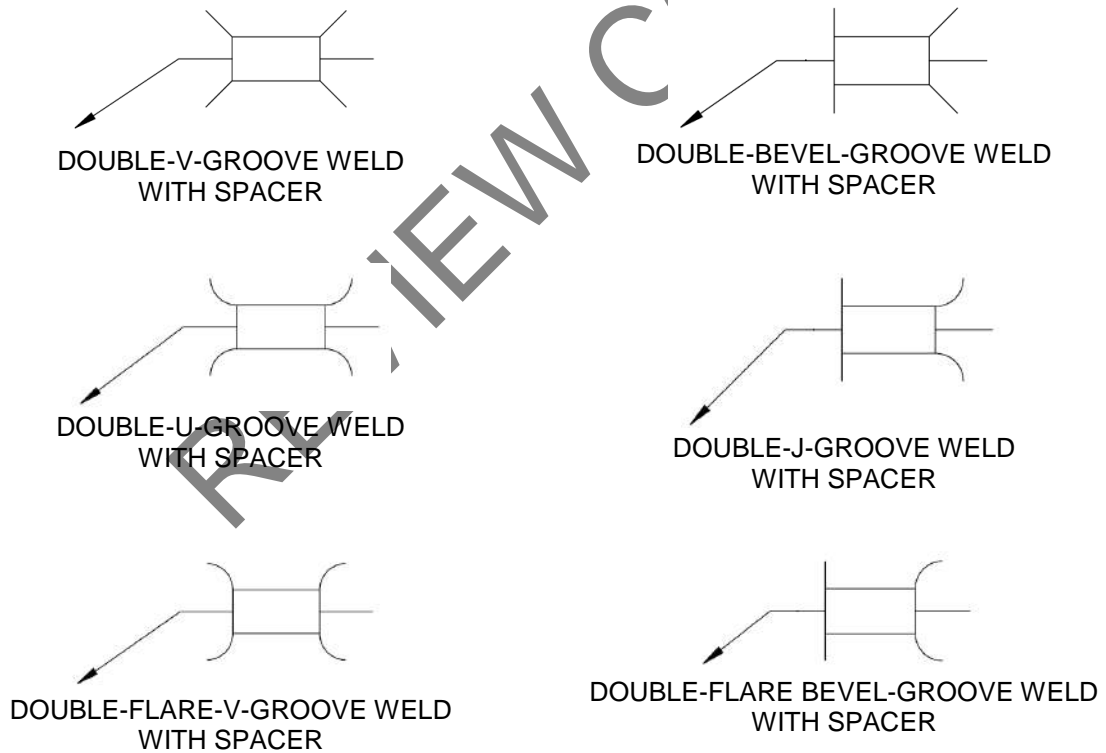 DOUBLE-V-GROOVE WELD
WITH SPACER
DOUBLE-BEVEL-GROOVE WELD
WITH SPACER
DOUBLE-U-GROOVE WELD
WITH SPACER
DOUBLE-J-GROOVE WELD
WITH SPACER
DOUBLE-FLARE-V-GROOVE WELD
WITH SPACER
DOUBLE-FLARE BEVEL-GROOVE WELD
WITH SPACER